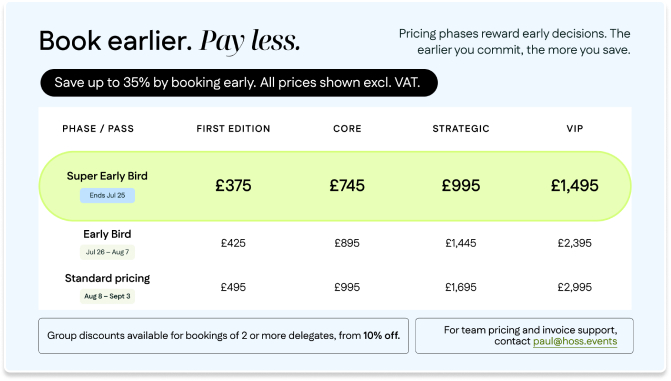 Book earlier. Pay less.
Pricing phases reward early decisions. The
earlier you commit, the more you save.
Save up to 35% by booking early. All prices shown excl. VAT.
PHASE / PASS FIRST EDITION CORE STRATEGIC VIP
Super Early Bird £375 £745 £995 £1,495
Ends Jul 25
Early Bird £425 £895 £1,445 £2,395
Jul 26 – Aug 7
Standard pricing £495 £995 £1,695 £2,995
Aug 8 – Sept 3
Group discounts available for bookings of 2 or more delegates, from 10% off.
For team pricing and invoice support,
contact paul@hoss.events